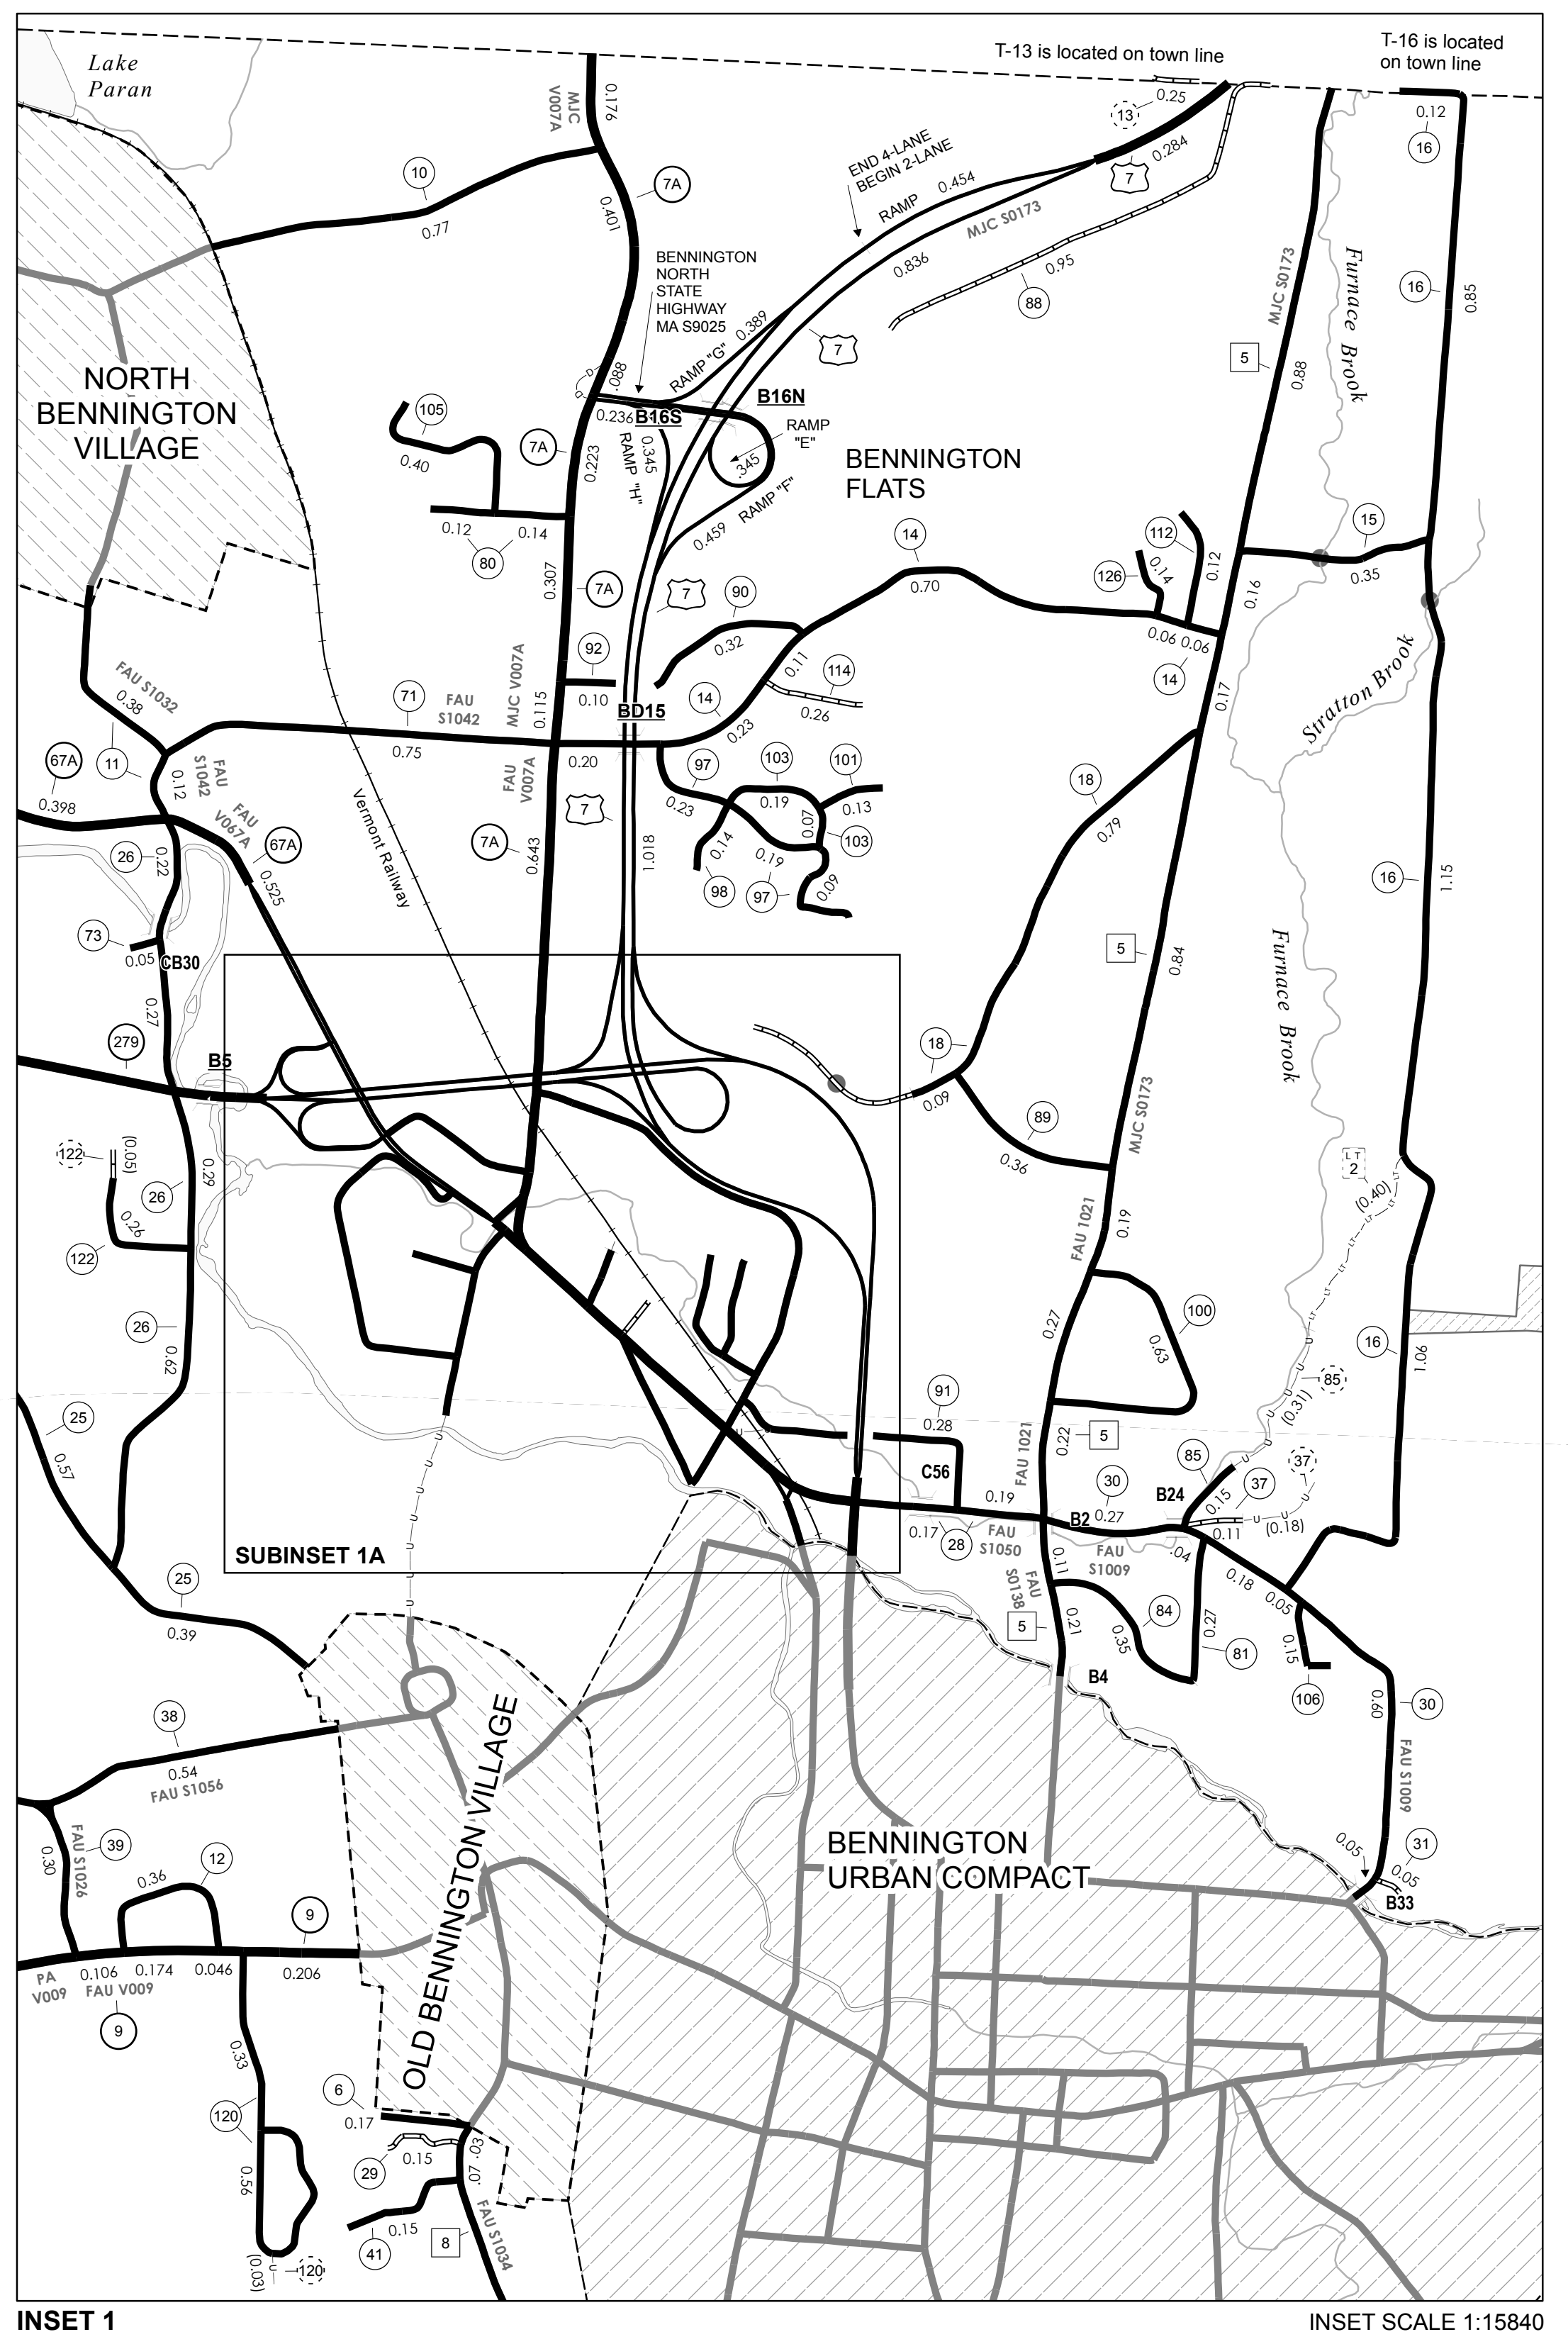 Lake
Paran
T-13 is located on town line
T-16 is located
on town line
MJC
V007A
0.176
0.25
13
0.284
7
0.12
16
END 4-LANE
BEGIN 2-LANE
RAMP
0.454
MJC S0173
10
0.77
7A
0.401
0.836
0.95
88
BENNINGTON
NORTH
STATE
HIGHWAY
MA S9025
MJC S0173
Furnace Brook
16
0.85
NORTH
BENNINGTON
VILLAGE
.088
D
RAMP "G"
0.389
7
5
0.88
B16N
0.236
B16S
RAMP
"E"
105
0.40
7A
0.223
0.345
RAMP "H"
.345
BENNINGTON
FLATS
0.459
RAMP "F"
0.12
0.14
80
0.307
7A
7
14
0.70
112
0.12
126
0.14
0.16
15
0.35
90
0.32
0.06
0.06
14
92
0.10
0.11
114
0.26
FAU S1032
0.38
11
71
0.75
FAU
S1042
MJC V007A
0.115
BD15
14
0.23
0.17
Stratton Brook
67A
0.398
0.12
FAU
S1042
FAU
V067A
67A
0.525
Vermont Railway
FAU
V007A
0.20
7
97
0.23
103
0.19
101
0.13
0.07
103
18
0.79
7A
0.643
1.018
0.14
98
0.19
97
0.09
26
0.22
16
1.15
73
0.05
CB30
0.27
5
0.84
Furnace Brook
279
B5
18
0.09
89
0.36
MJC S0173
122
(0.05)
0.26
122
26
0.29
LT
2
(0.40)
FAU 1021
0.19
0.27
100
0.63
26
0.62
16
1.06
25
0.57
91
0.28
FAU 1021
0.22
5
85
(0.31)
C56
0.19
30
0.27
B2
B24
85
0.15
37
0.11
37
(0.18)
0.17
28
FAU
S1050
FAU
S1009
.04
0.18
0.05
SUBINSET 1A
25
0.39
0.11
FAU
S0138
5
0.21
84
0.35
0.27
81
0.15
106
B4
30
0.60
FAU S1009
38
0.54
FAU S1056
OLD BENNINGTON VILLAGE
BENNINGTON
URBAN COMPACT
0.05
31
0.05
B33
39
0.30
FAU S1026
12
0.36
9
PA
V009
0.106
0.174
0.046
0.206
FAU V009
9
0.33
120
0.56
(0.03)
120
6
0.17
.03
29
0.15
.07
41
0.15
8
FAU S1034
INSET 1
INSET SCALE 1:15840